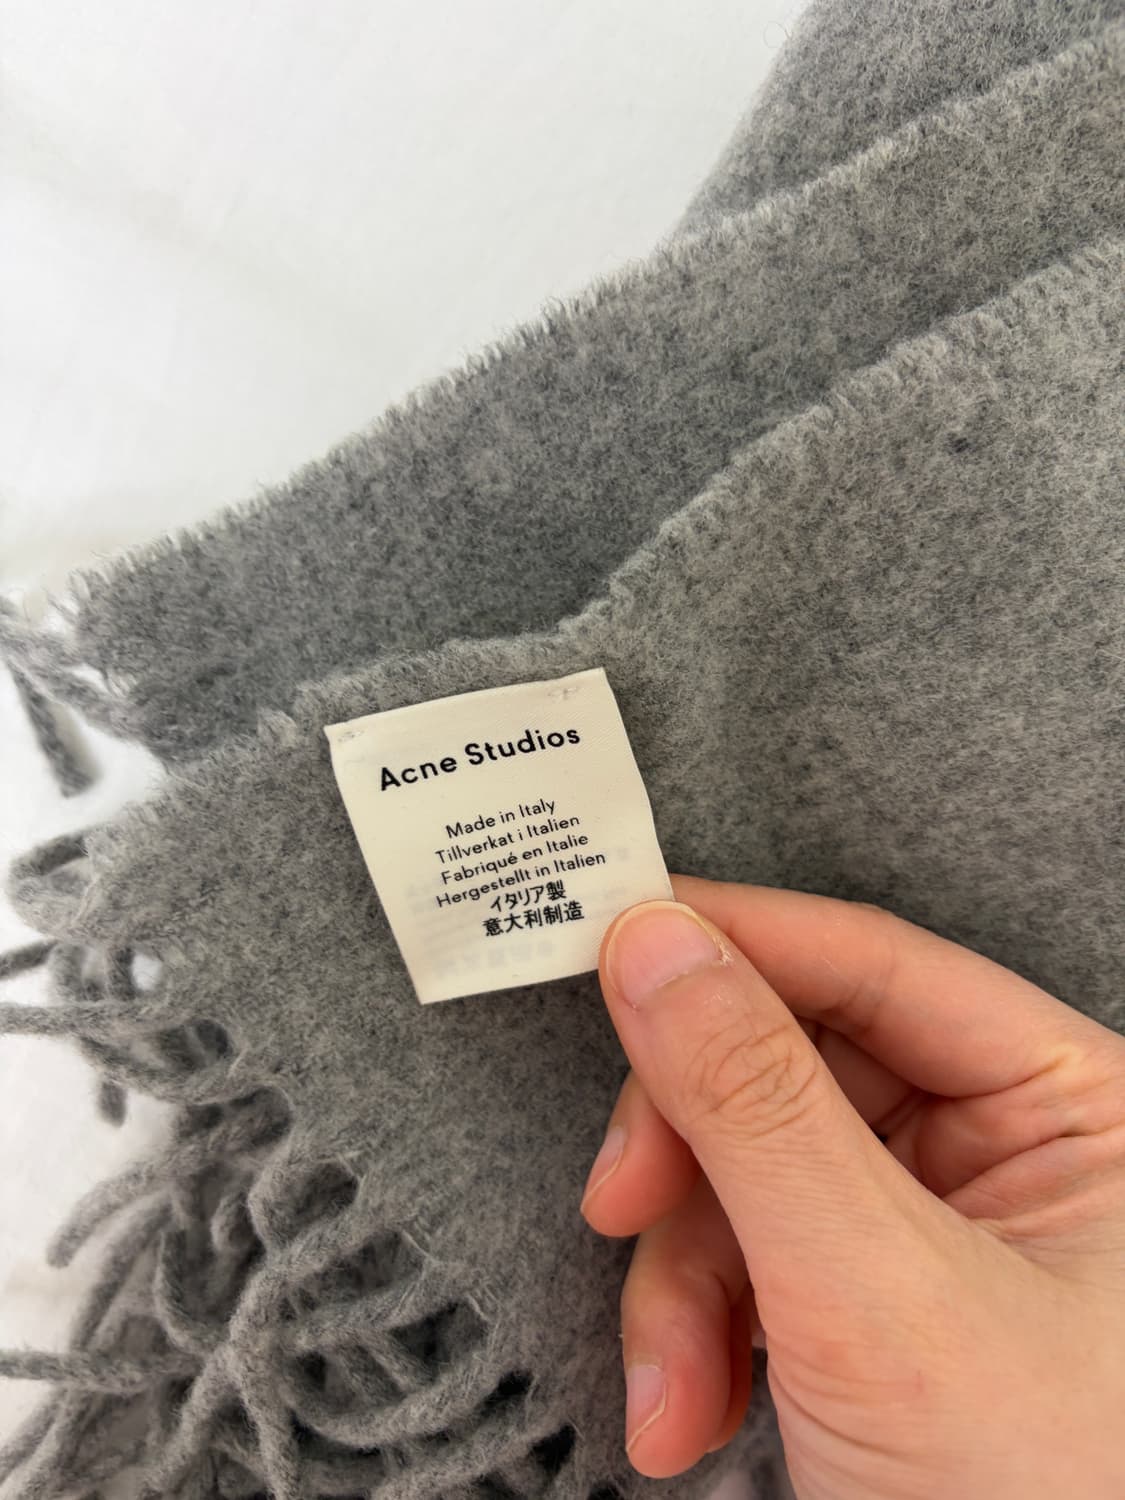 Acne Studios
Made in Italy
Tillverkat i Italien
Fabriqué en Italie
Hergestellt in Italien
イタリア製
意大利制造